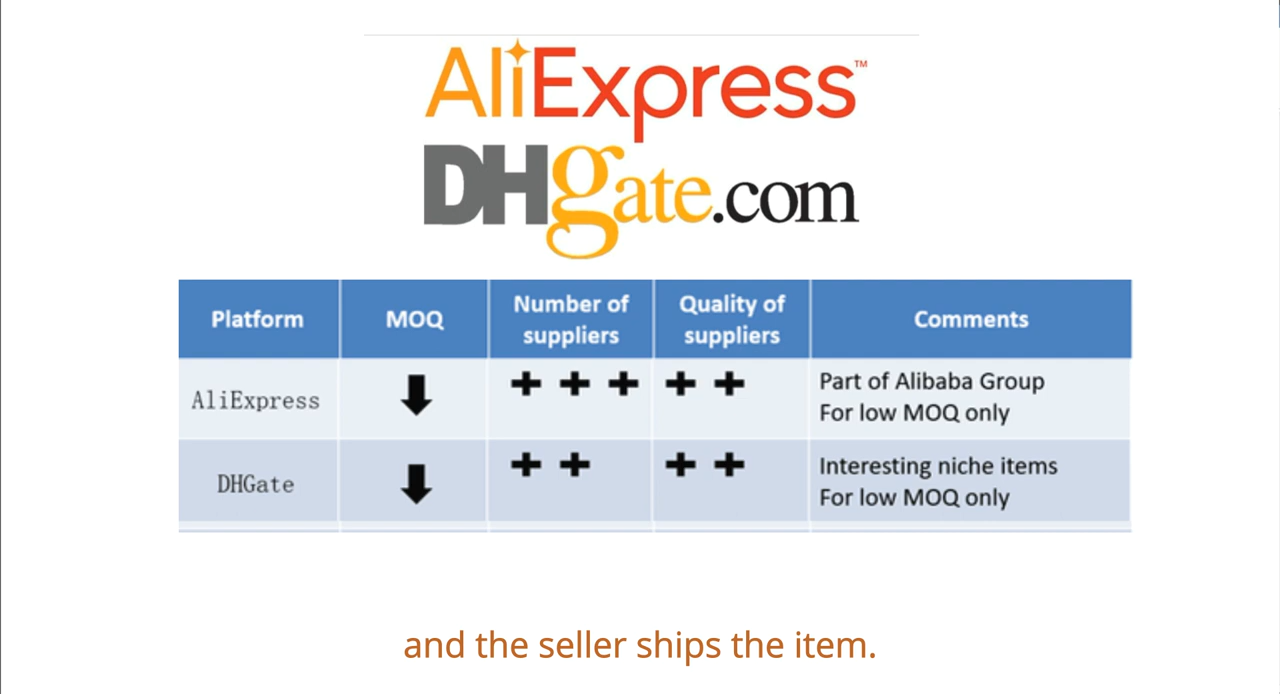 AliExpress™
DHgate.com
Platform
MOQ
Number of
suppliers
Quality of
suppliers
Comments
AliExpress
⬇
+ + +
+ +
Part of Alibaba Group
For low MOQ only
DHGate
⬇
+ +
+ +
Interesting niche items
For low MOQ only
and the seller ships the item.